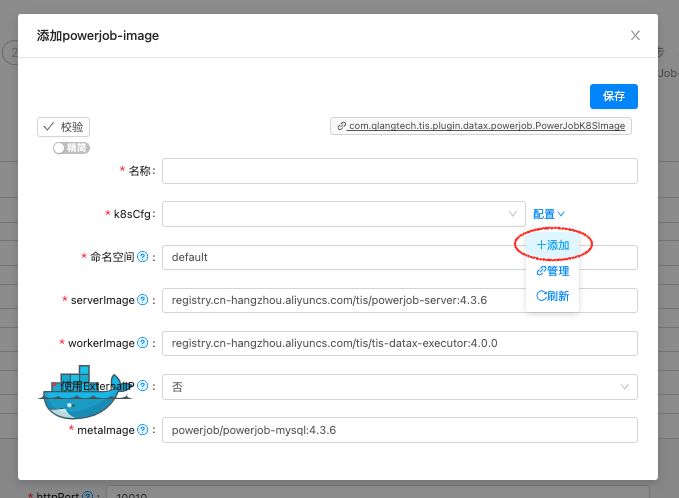 添加powerjob-image
2
步
Job-
保存
校验
com.qlangtech.tis.plugin.datax.powerjob.PowerJobK8SImage
精简
* 名称:
* k8sCfg:
配置
添加
* 命名空间 ? :
default
管理
刷新
* serverImage ? :
registry.cn-hangzhou.aliyuncs.com/tis/powerjob-server:4.3.6
* workerImage ? :
registry.cn-hangzhou.aliyuncs.com/tis/tis-datax-executor:4.0.0
* 使用ExternalIP ? :
否
* metaImage ? :
powerjob/powerjob-mysql:4.3.6
* httpPort ? :
10010